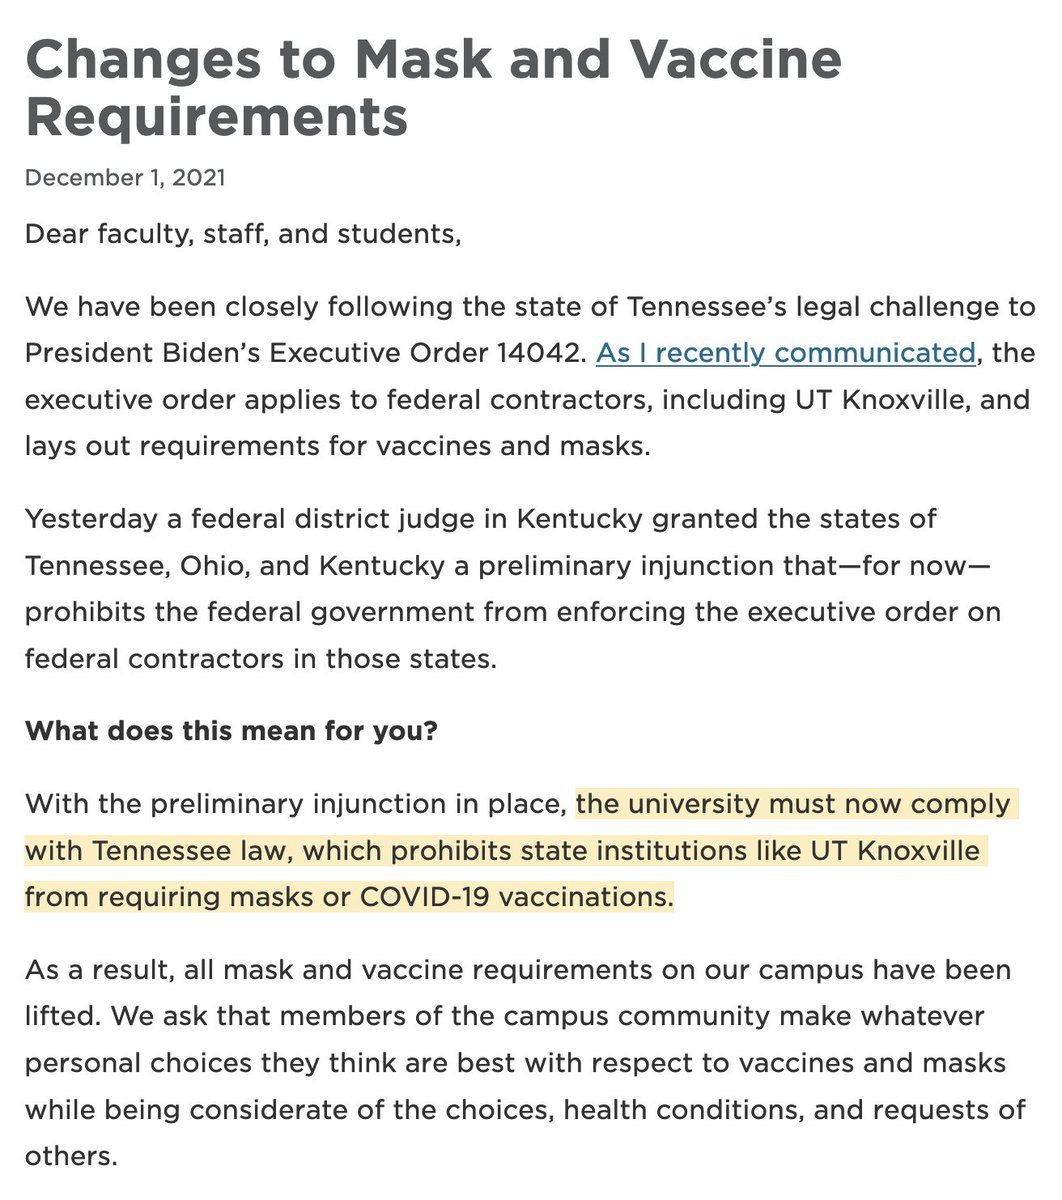 Changes to Mask and Vaccine
Requirements
December 1, 2021
Dear faculty, staff, and students,
We have been closely following the state of Tennessee’s legal challenge to
President Biden’s Executive Order 14042. As I recently communicated, the
executive order applies to federal contractors, including UT Knoxville, and
lays out requirements for vaccines and masks.
Yesterday a federal district judge in Kentucky granted the states of
Tennessee, Ohio, and Kentucky a preliminary injunction that—for now—
prohibits the federal government from enforcing the executive order on
federal contractors in those states.
What does this mean for you?
With the preliminary injunction in place, the university must now comply
with Tennessee law, which prohibits state institutions like UT Knoxville
from requiring masks or COVID-19 vaccinations.
As a result, all mask and vaccine requirements on our campus have been
lifted. We ask that members of the campus community make whatever
personal choices they think are best with respect to vaccines and masks
while being considerate of the choices, health conditions, and requests of
others.